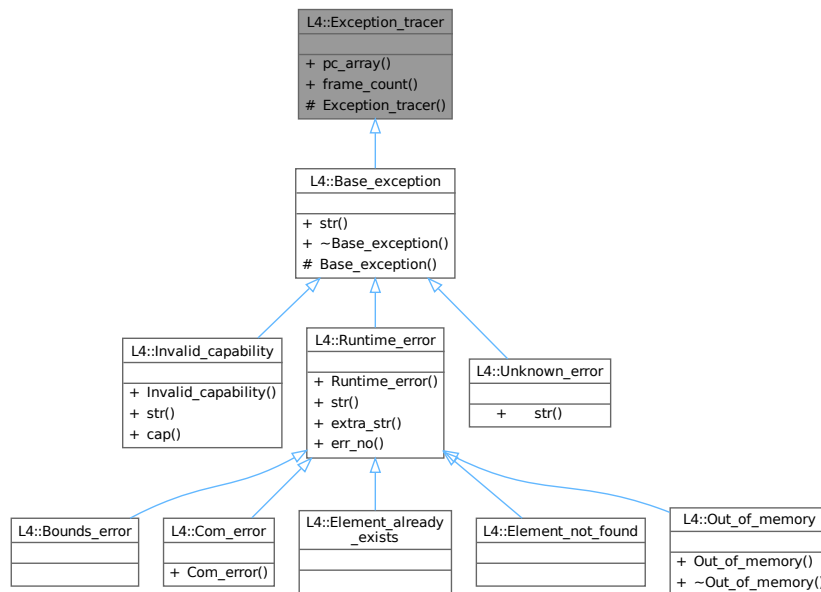 L4::Exception_tracer
+ pc_array()
+ frame_count()
# Exception_tracer()
L4::Base_exception
+ str()
+ ~Base_exception()
# Base_exception()
L4::Invalid_capability
+ Invalid_capability()
+ str()
+ cap()
L4::Runtime_error
+ Runtime_error()
+ str()
+ extra_str()
+ err_no()
L4::Unknown_error
+ str()
L4::Bounds_error
L4::Com_error
+ Com_error()
L4::Element_already
_exists
L4::Element_not_found
L4::Out_of_memory
+ Out_of_memory()
+ ~Out_of_memory()